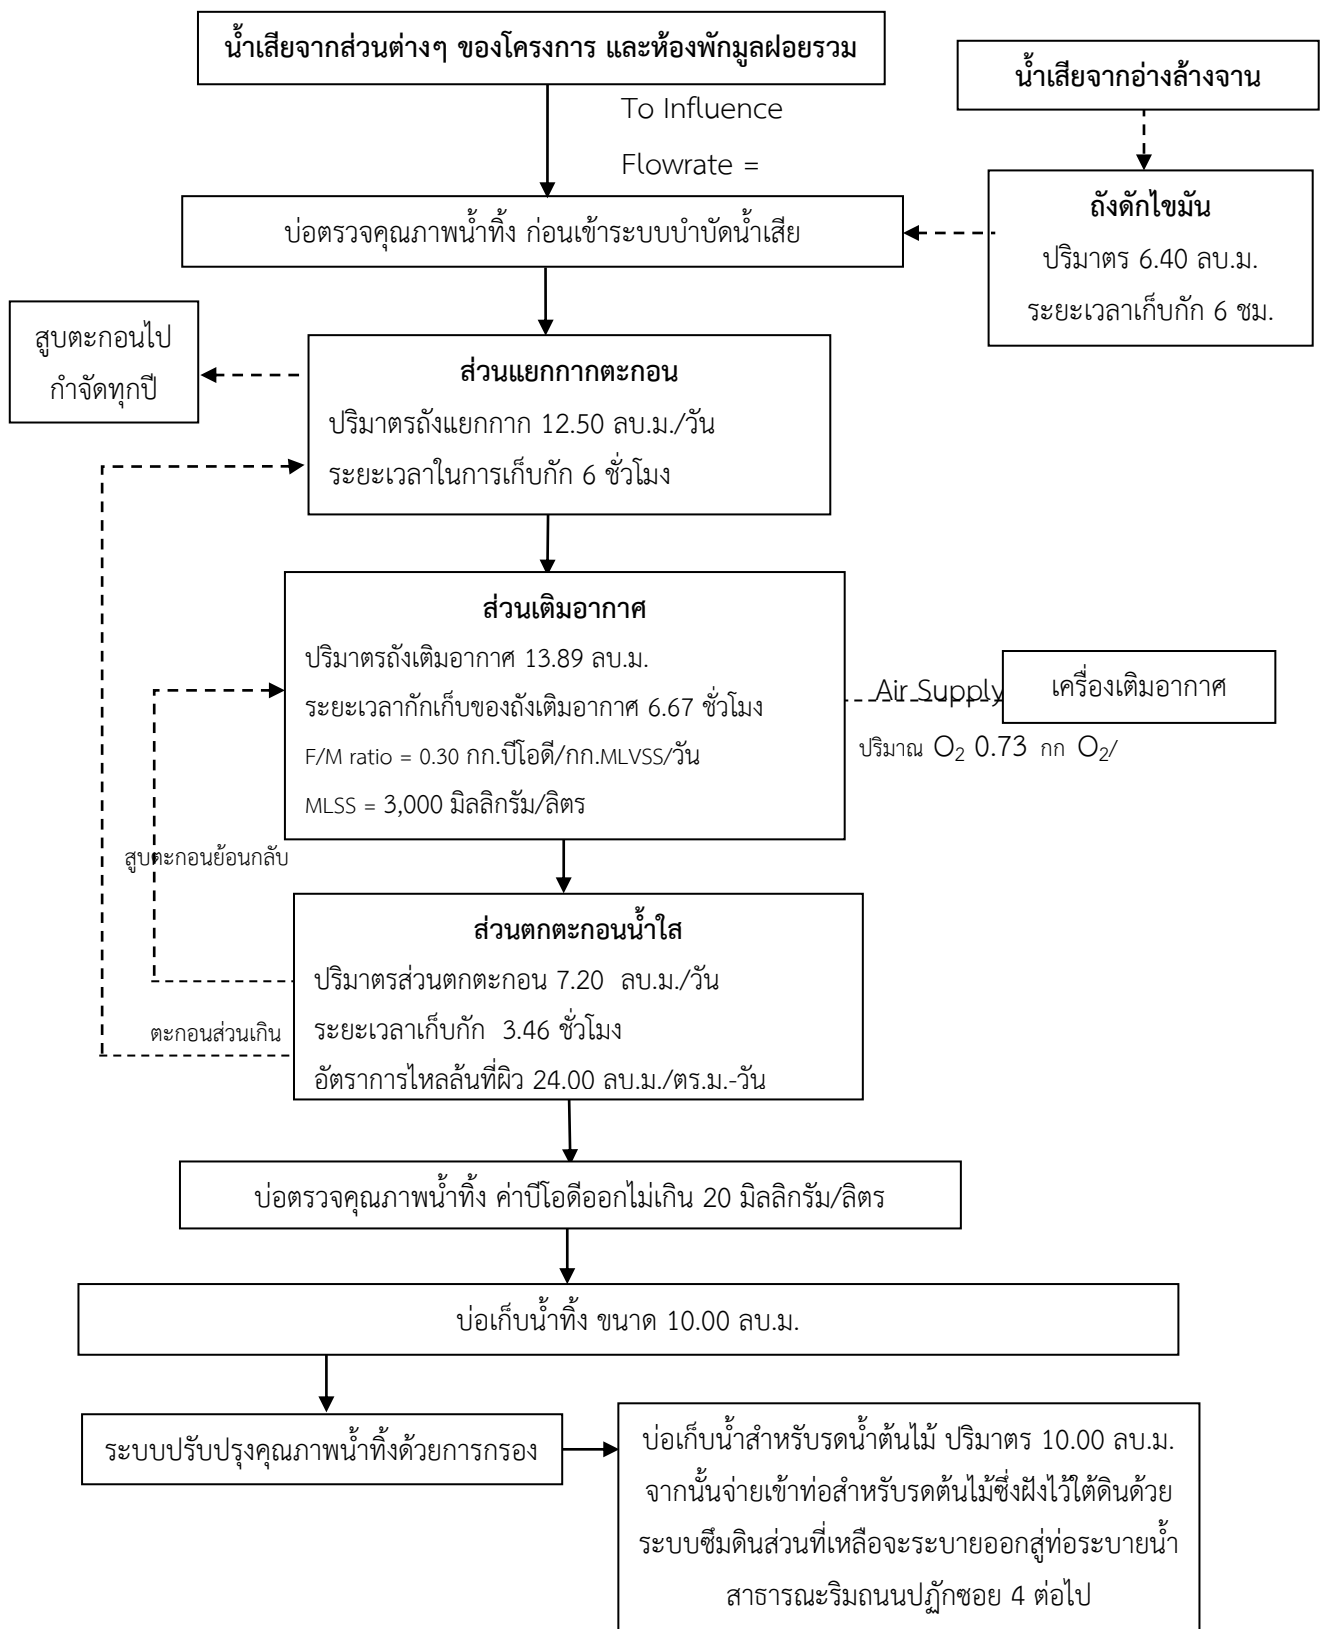 น้ำเสียจากส่วนต่างๆ ของโครงการ และห้องพักมูลฝอยรวม
น้ำเสียจากอ่างล้างจาน
To Influence
Flowrate =
ถังดักไขมัน
ปริมาตร 6.40 ลบ.ม.
ระยะเวลาเก็บกัก 6 ชม.
บ่อตรวจคุณภาพน้ำทิ้ง ก่อนเข้าระบบบำบัดน้ำเสีย
สูบตะกอนไป
กำจัดทุกปี
ส่วนแยกกากตะกอน
ปริมาตรถังแยกกาก 12.50 ลบ.ม./วัน
ระยะเวลาในการเก็บกัก 6 ชั่วโมง
ส่วนเติมอากาศ
ปริมาตรถังเติมอากาศ 13.89 ลบ.ม.
ระยะเวลากักเก็บของถังเติมอากาศ 6.67 ชั่วโมง
F/M ratio = 0.30 กก.บีโอดี/กก.MLVSS/วัน
MLSS = 3,000 มิลลิกรัม/ลิตร
Air Supply
เครื่องเติมอากาศ
ปริมาณ O₂ 0.73 กก O₂/
สูบตะกอนย้อนกลับ
ส่วนตกตะกอนน้ำใส
ปริมาตรส่วนตกตะกอน 7.20 ลบ.ม./วัน
ระยะเวลาเก็บกัก 3.46 ชั่วโมง
อัตราการไหลล้นที่ผิว 24.00 ลบ.ม./ตร.ม.-วัน
ตะกอนส่วนเกิน
บ่อตรวจคุณภาพน้ำทิ้ง ค่าบีโอดีออกไม่เกิน 20 มิลลิกรัม/ลิตร
บ่อเก็บน้ำทิ้ง ขนาด 10.00 ลบ.ม.
ระบบปรับปรุงคุณภาพน้ำทิ้งด้วยการกรอง
บ่อเก็บน้ำสำหรับรดน้ำต้นไม้ ปริมาตร 10.00 ลบ.ม.
จากนั้นจ่ายเข้าท่อสำหรับรดต้นไม้ซึ่งฝังไว้ใต้ดินด้วย
ระบบซึมดินส่วนที่เหลือจะระบายออกสู่ท่อระบายน้ำ
สาธารณะริมถนนปฏักซอย 4 ต่อไป